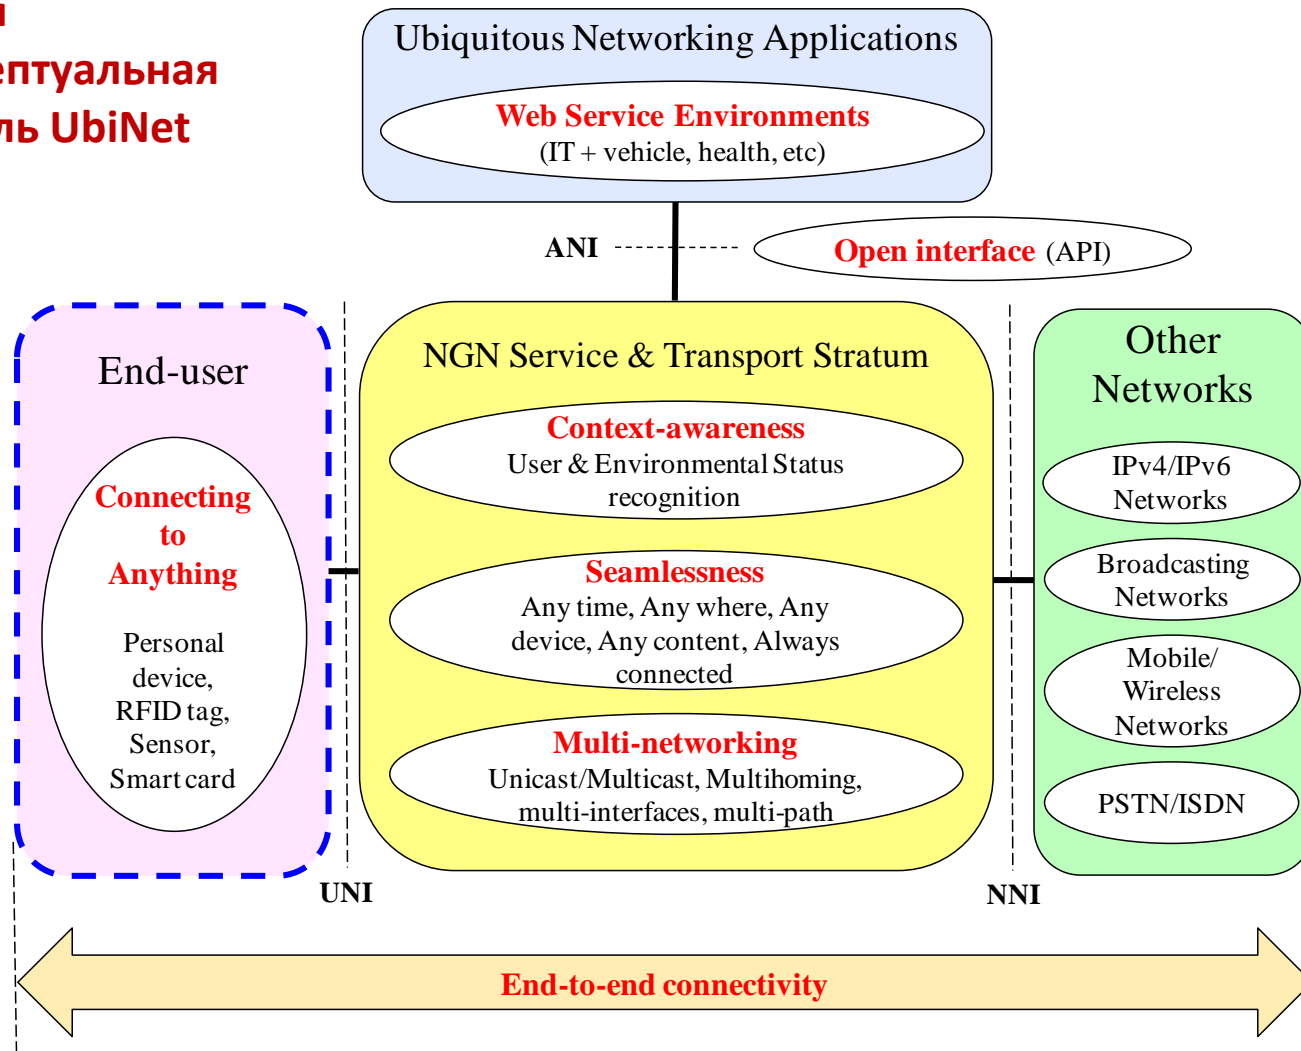 ептуальная
ль UbiNet
Ubiquitous Networking Applications
Web Service Environments
(IT + vehicle, health, etc)
ANI
Open interface (API)
End-user
Connecting
to
Anything
Personal
device,
RFID tag,
Sensor,
Smart card
UNI
NGN Service & Transport Stratum
Context-awareness
User & Environmental Status
recognition
Seamlessness
Any time, Any where, Any
device, Any content, Always
connected
Multi-networking
Unicast/Multicast, Multihoming,
multi-interfaces, multi-path
NNI
Other
Networks
IPv4/IPv6
Networks
Broadcasting
Networks
Mobile/
Wireless
Networks
PSTN/ISDN
End-to-end connectivity